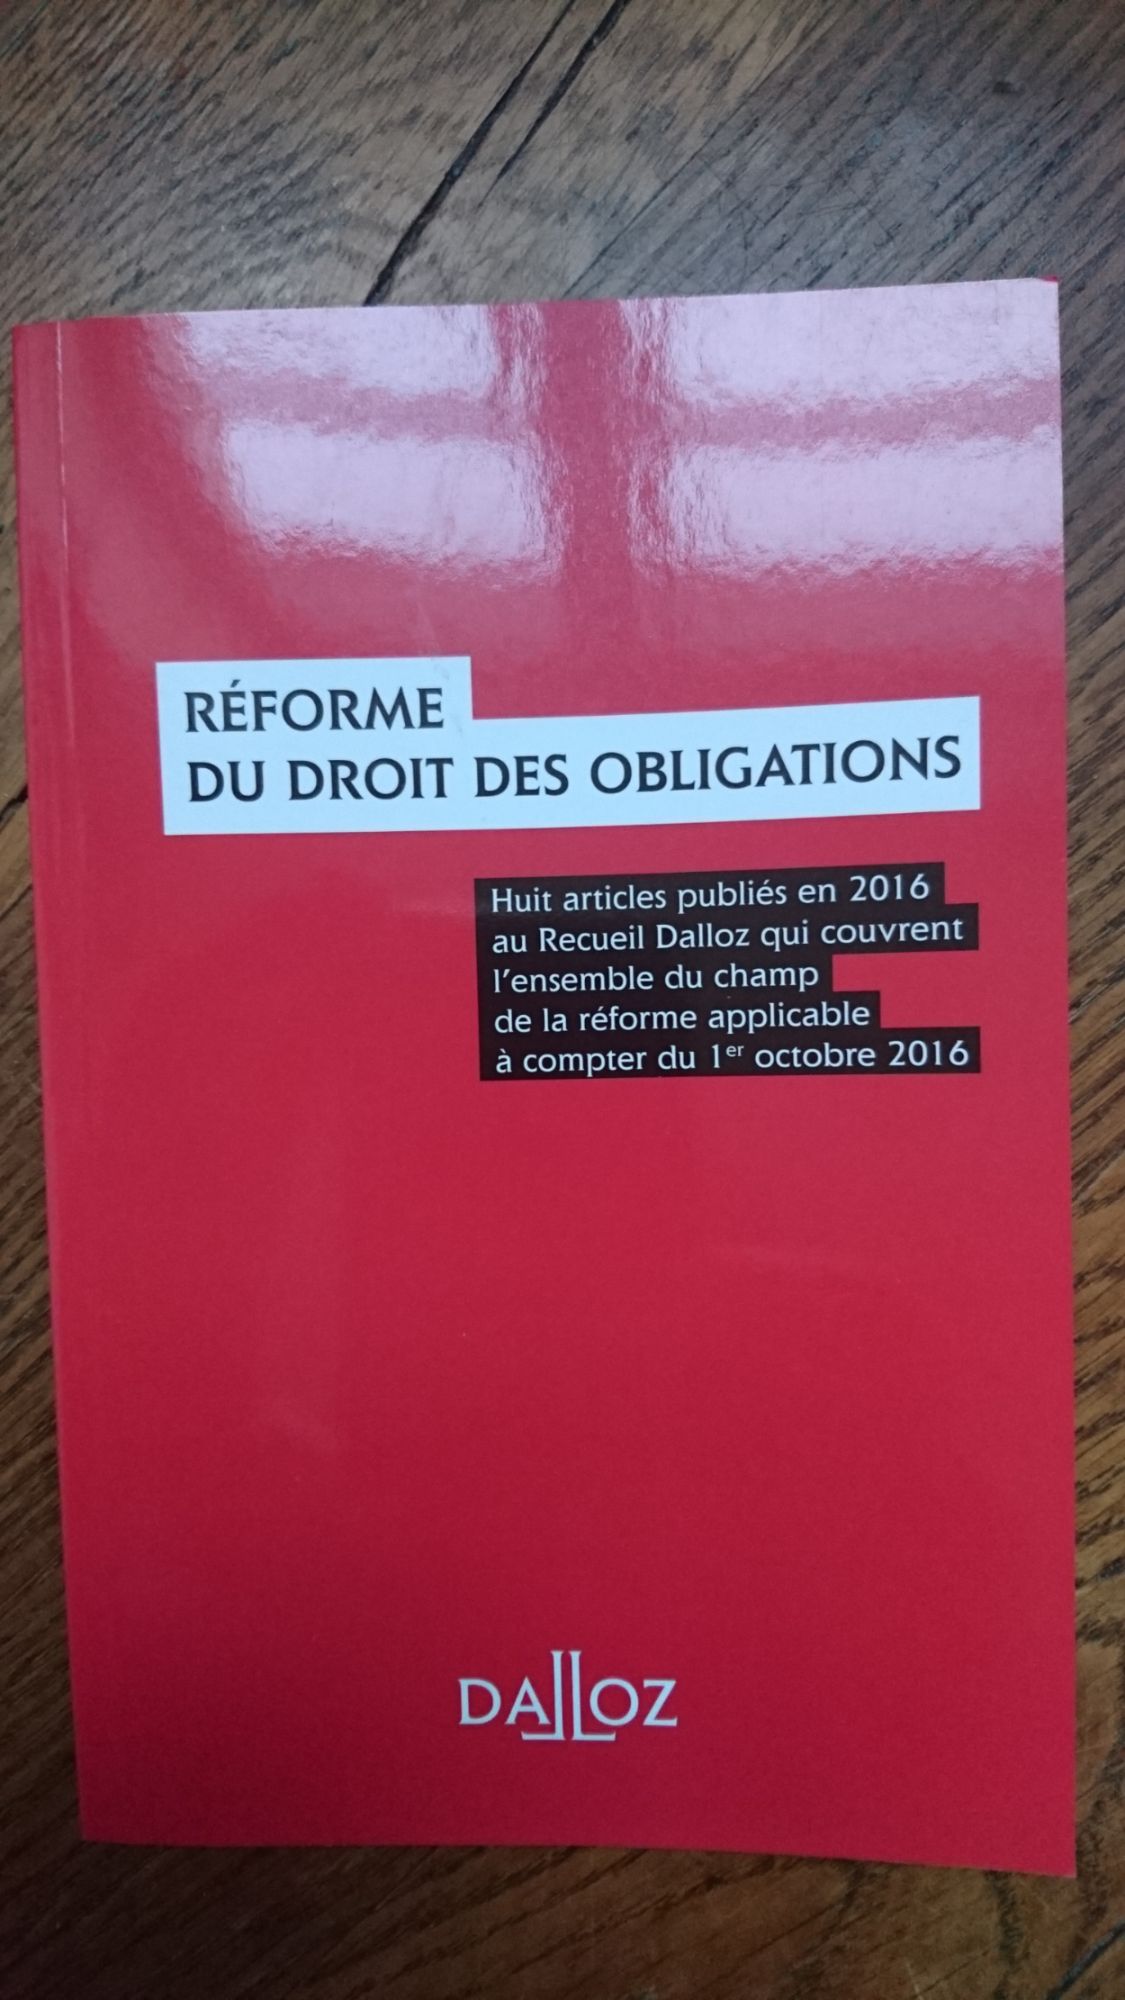 RÉFORME
DU DROIT DES OBLIGATIONS
Huit articles publiés en 2016
au Recueil Dalloz qui couvrent
l'ensemble du champ
de la réforme applicable
à compter du 1er octobre 2016
DALLOZ